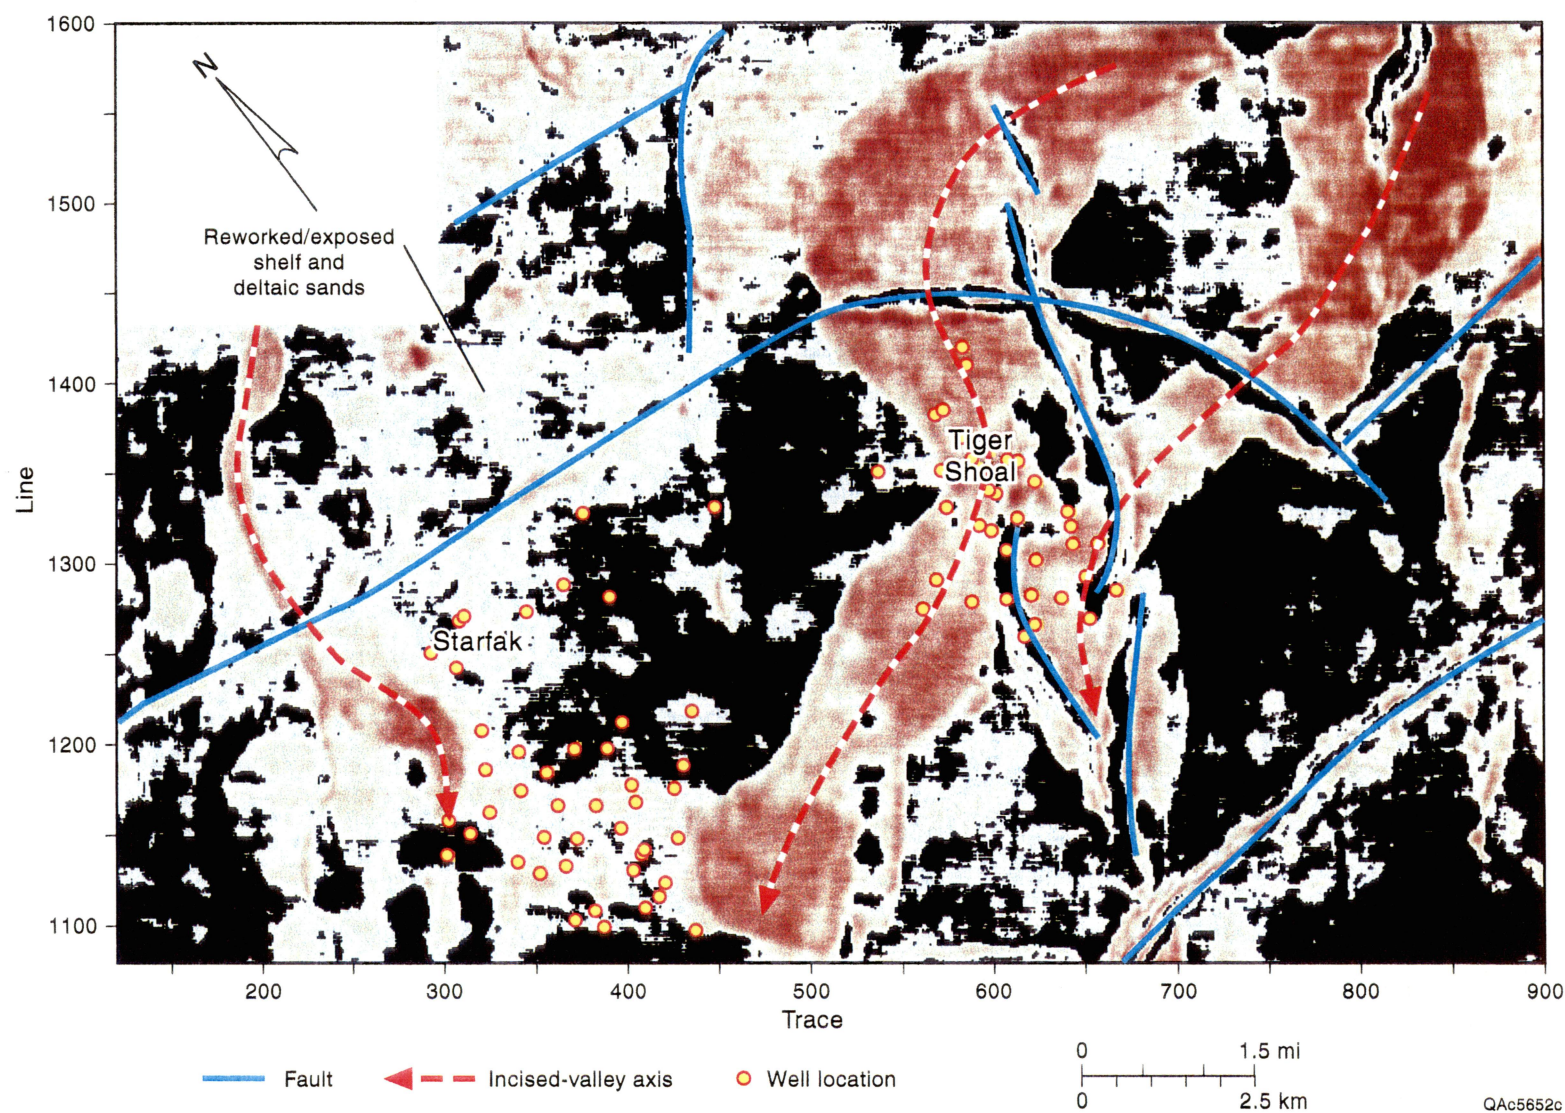 1600
1500
1400
1300
1200
1100
Line
N
Reworked/exposed
shelf and
deltaic sands
Tiger
Shoal
Starfak
200
300
400
500
600
700
800
900
Trace
Fault
Incised-valley axis
Well location
0
1.5 mi
0
2.5 km
QAc5652c